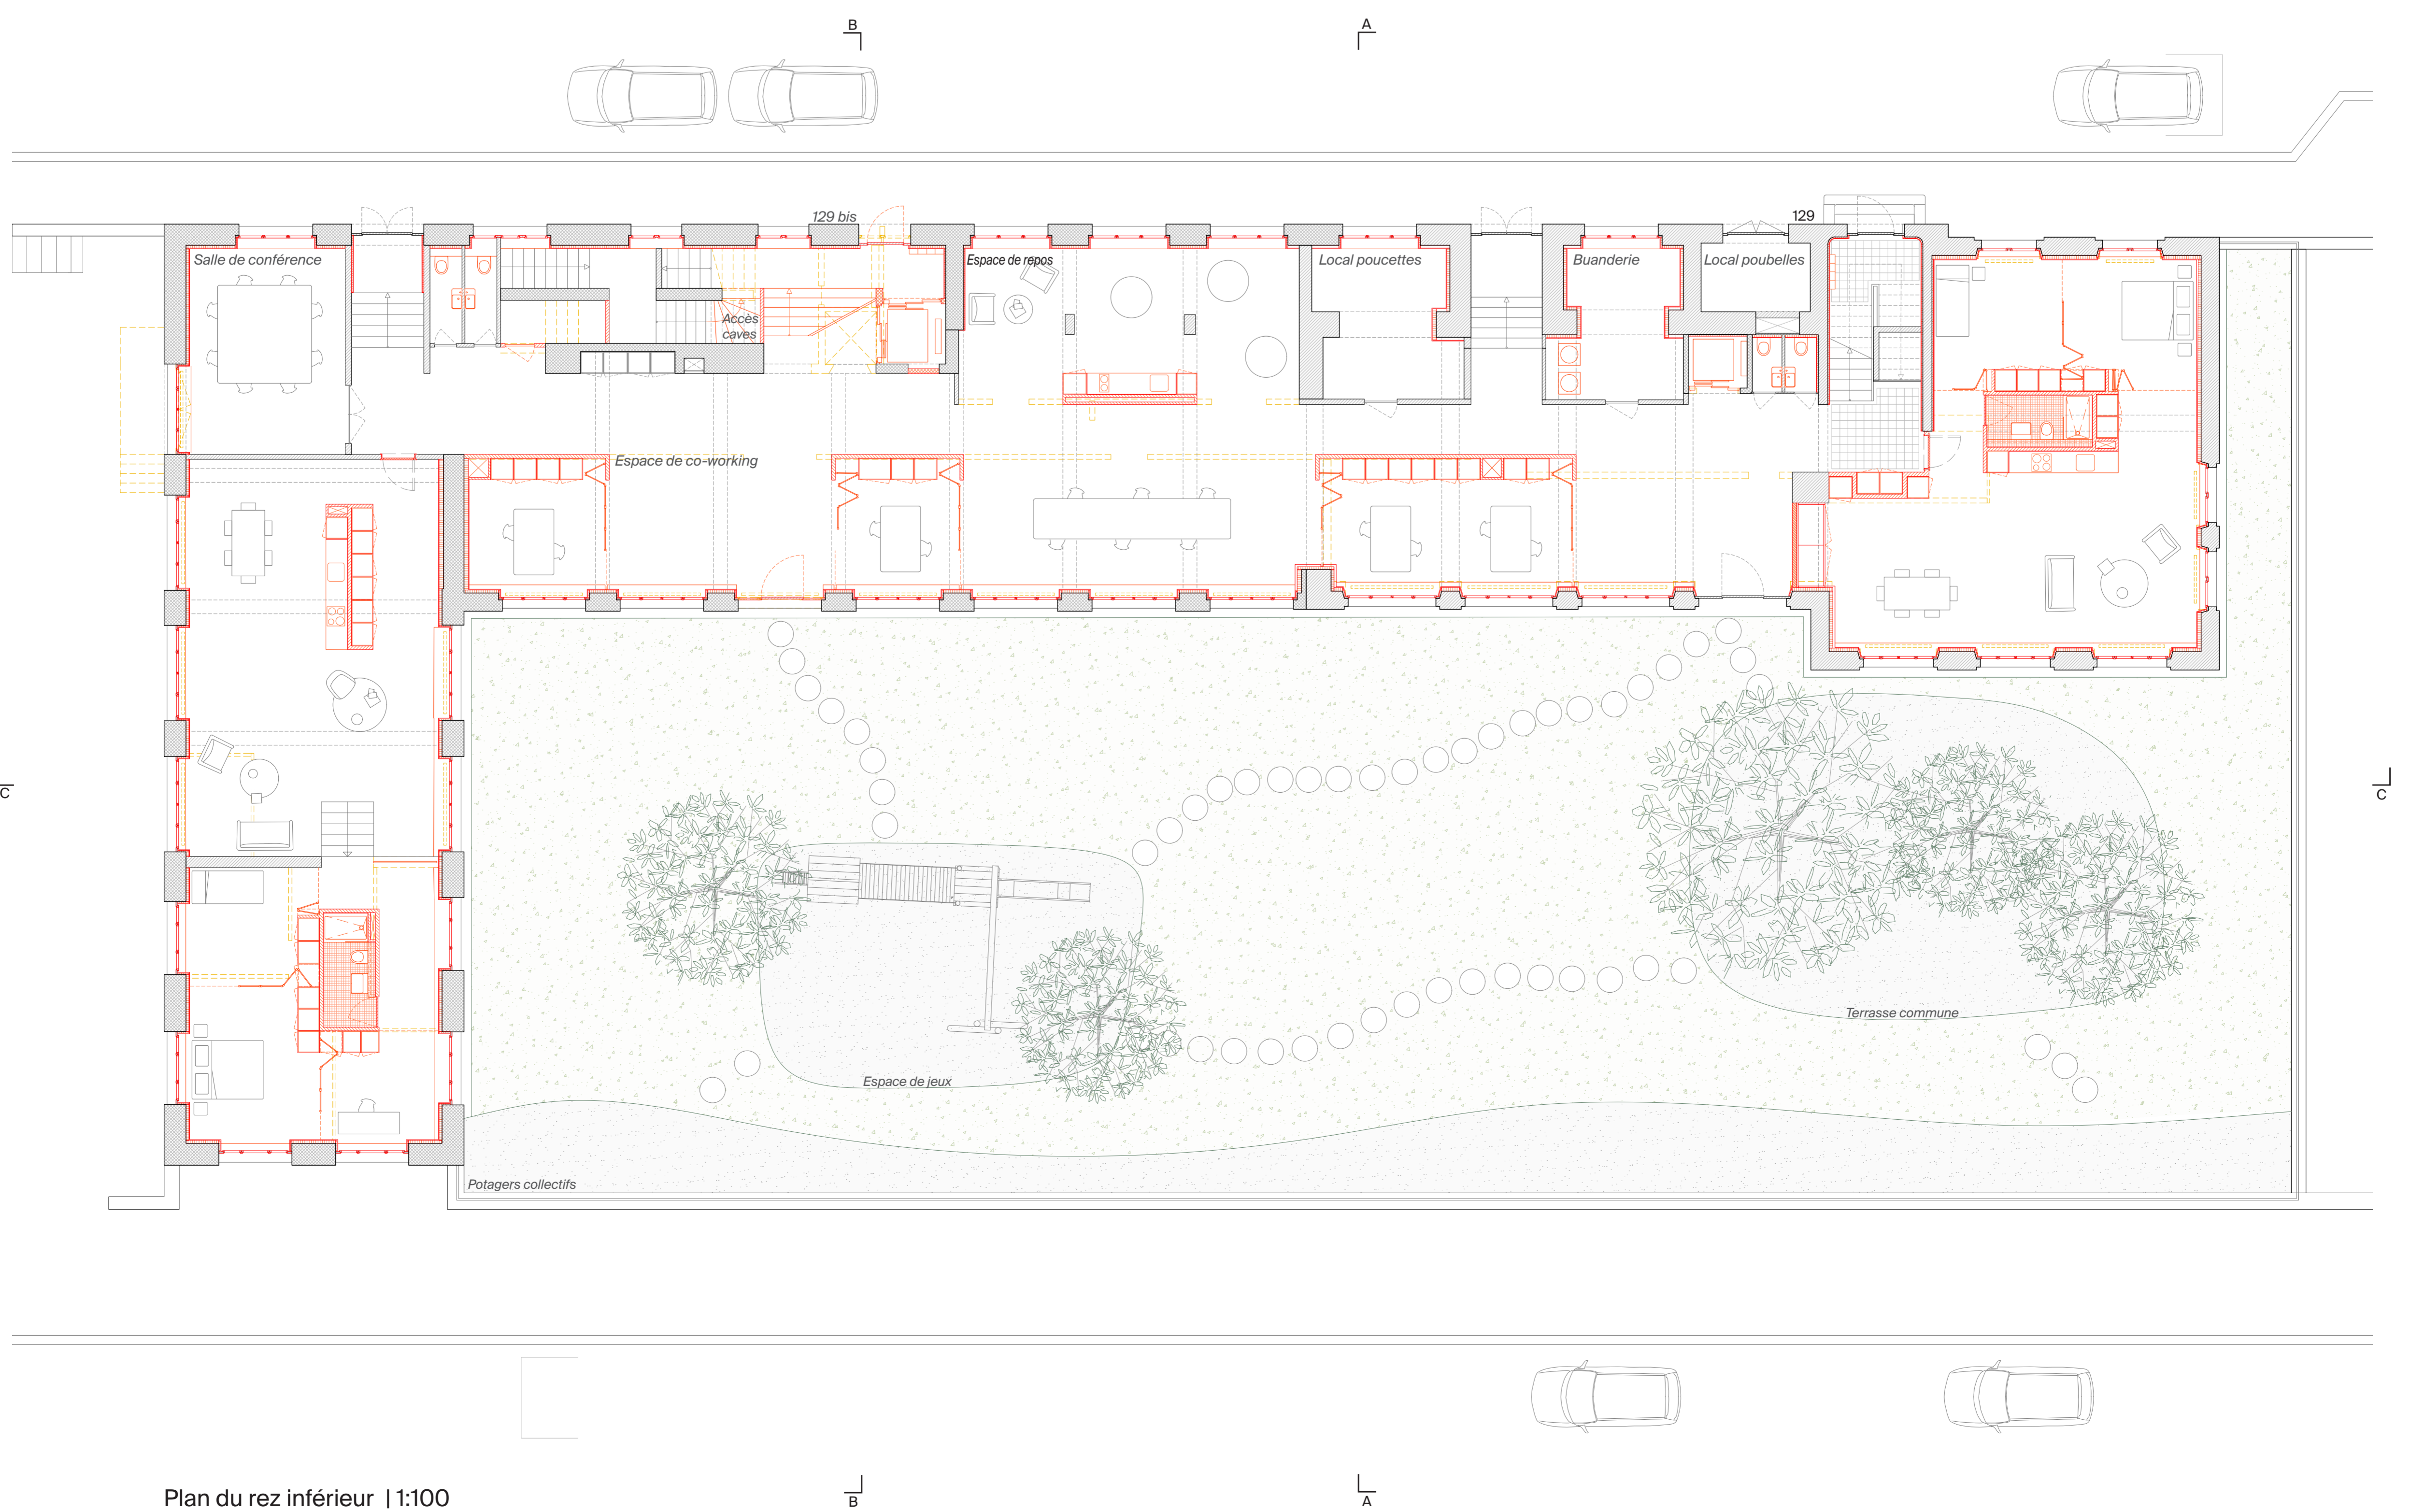 B
A
129 bis
129
Salle de conférence
Espace de repos
Local poucettes
Buanderie
Local poubelles
Accès
caves
Espace de co-working
C
C
Terrasse commune
Espace de jeux
Potagers collectifs
Plan du rez inférieur | 1:100
B
A